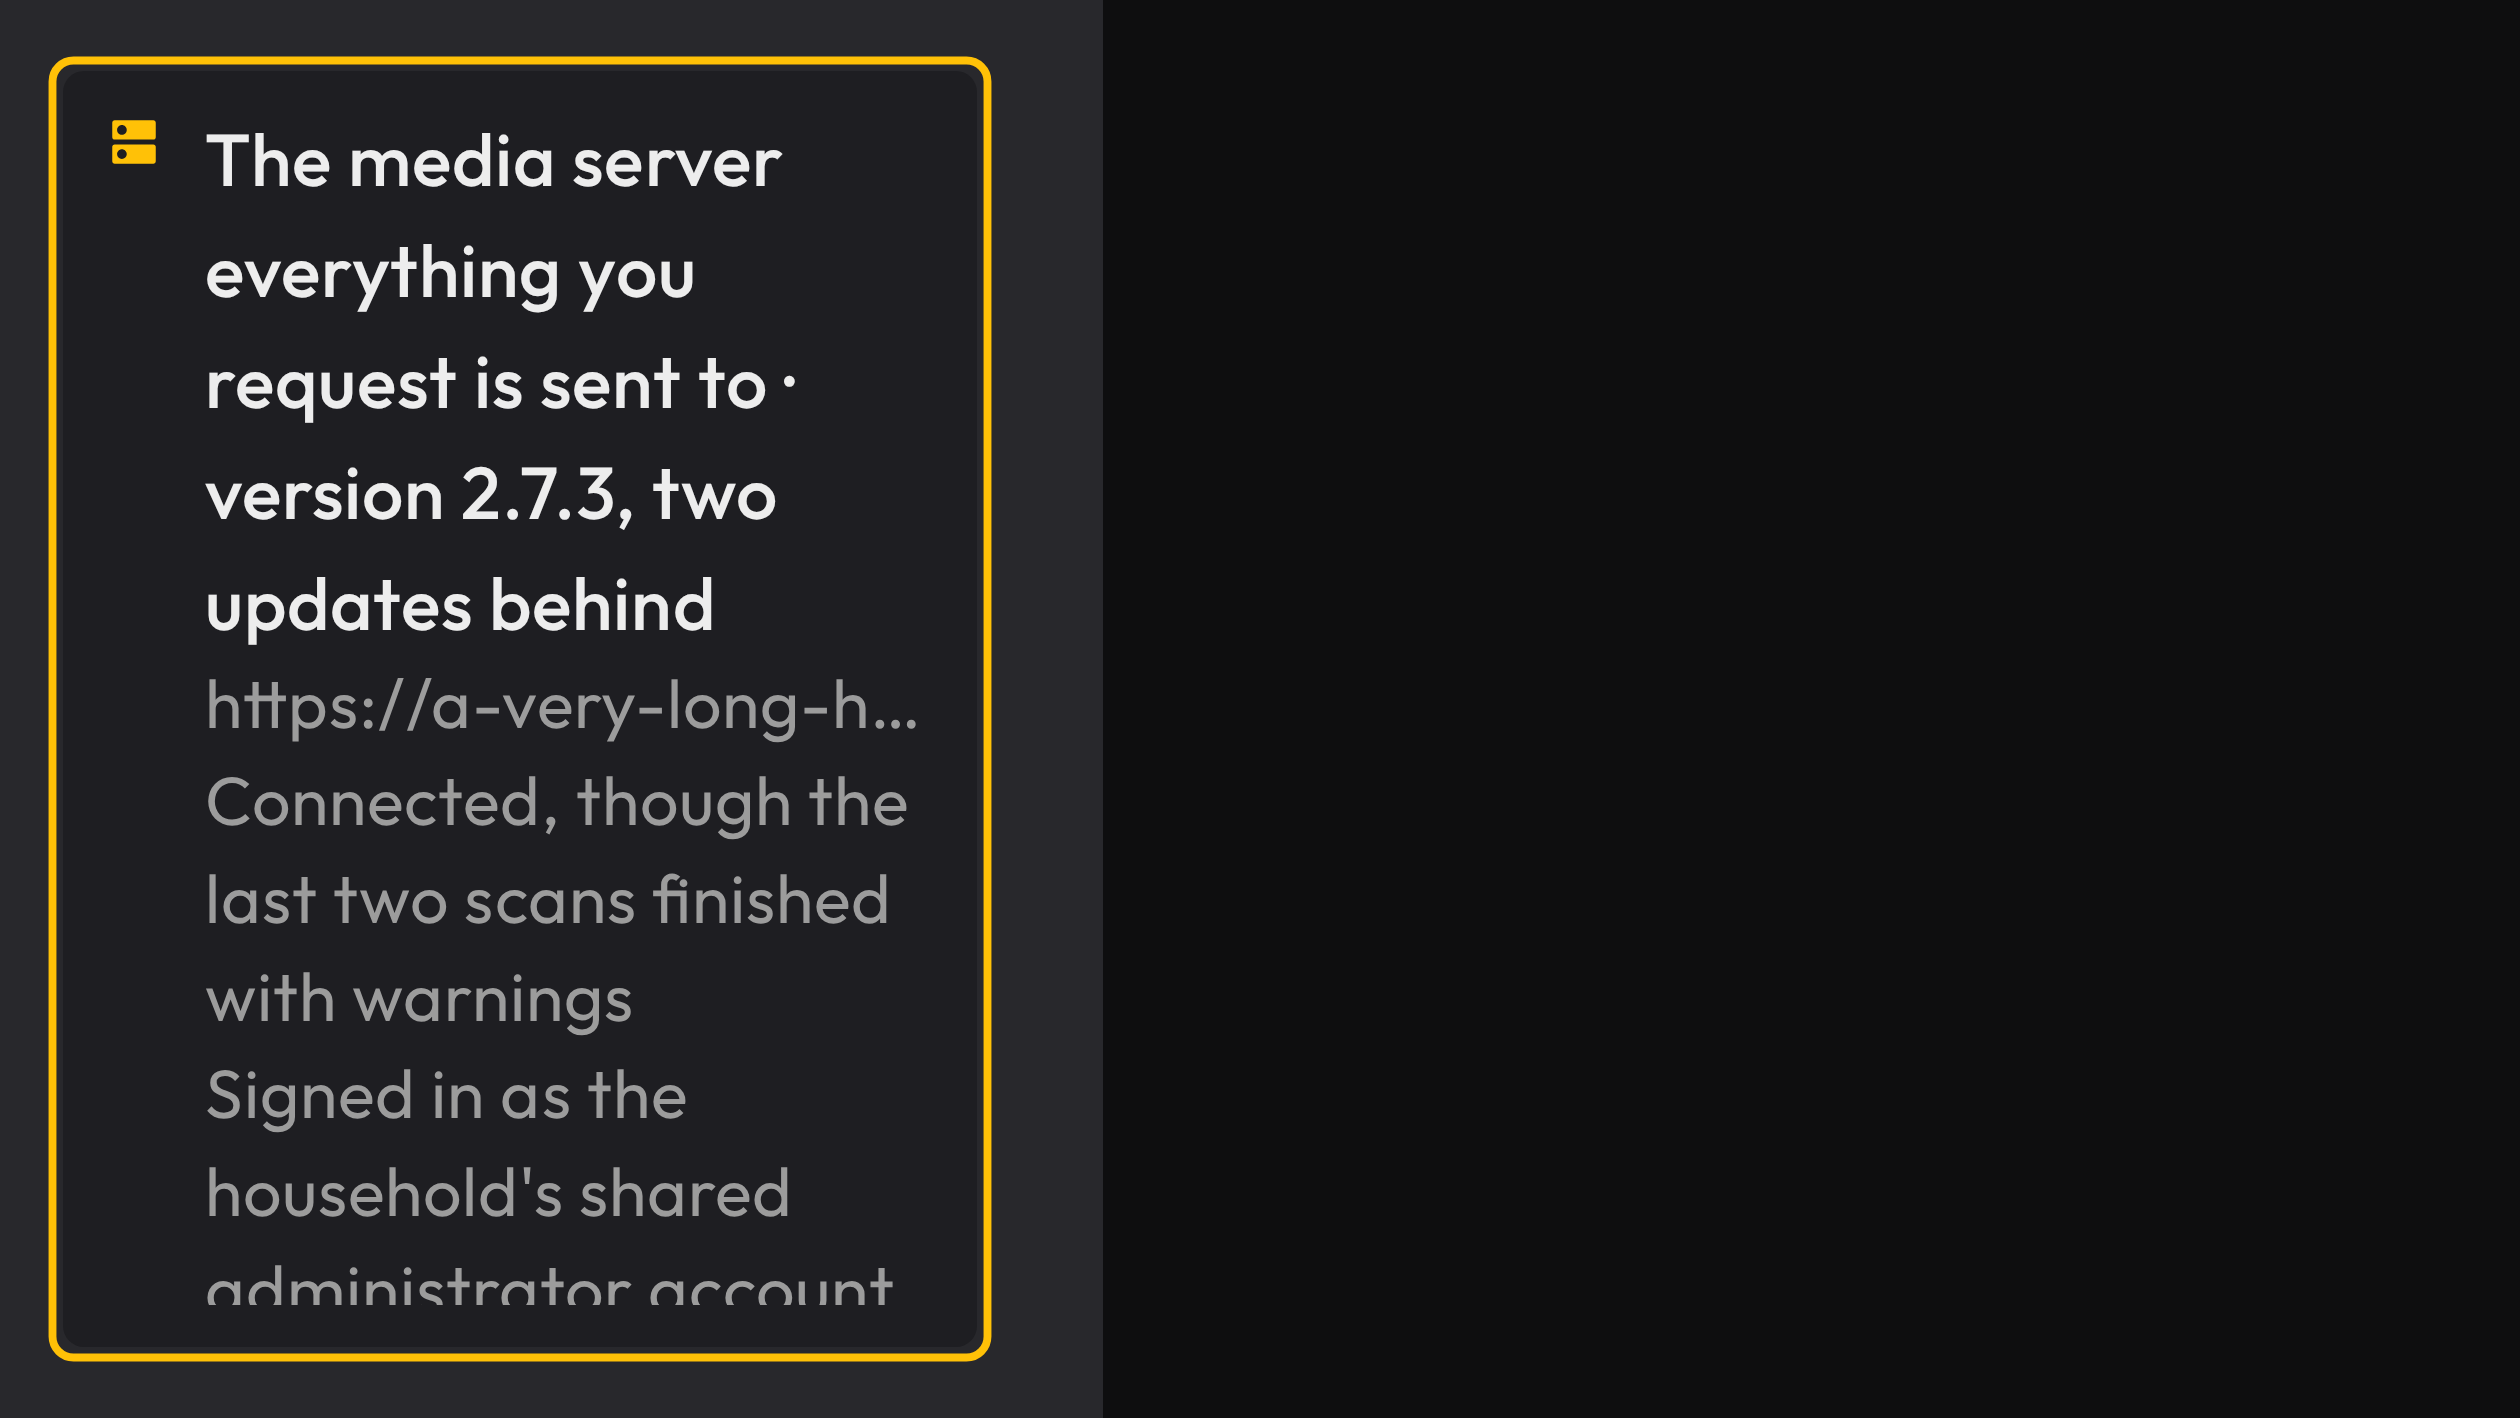 The media server
everything you
request is sent to ·
version 2.7.3, two
updates behind
https://a-very-long-h…
Connected, though the
last two scans finished
with warnings
Signed in as the
household's shared
administrator account